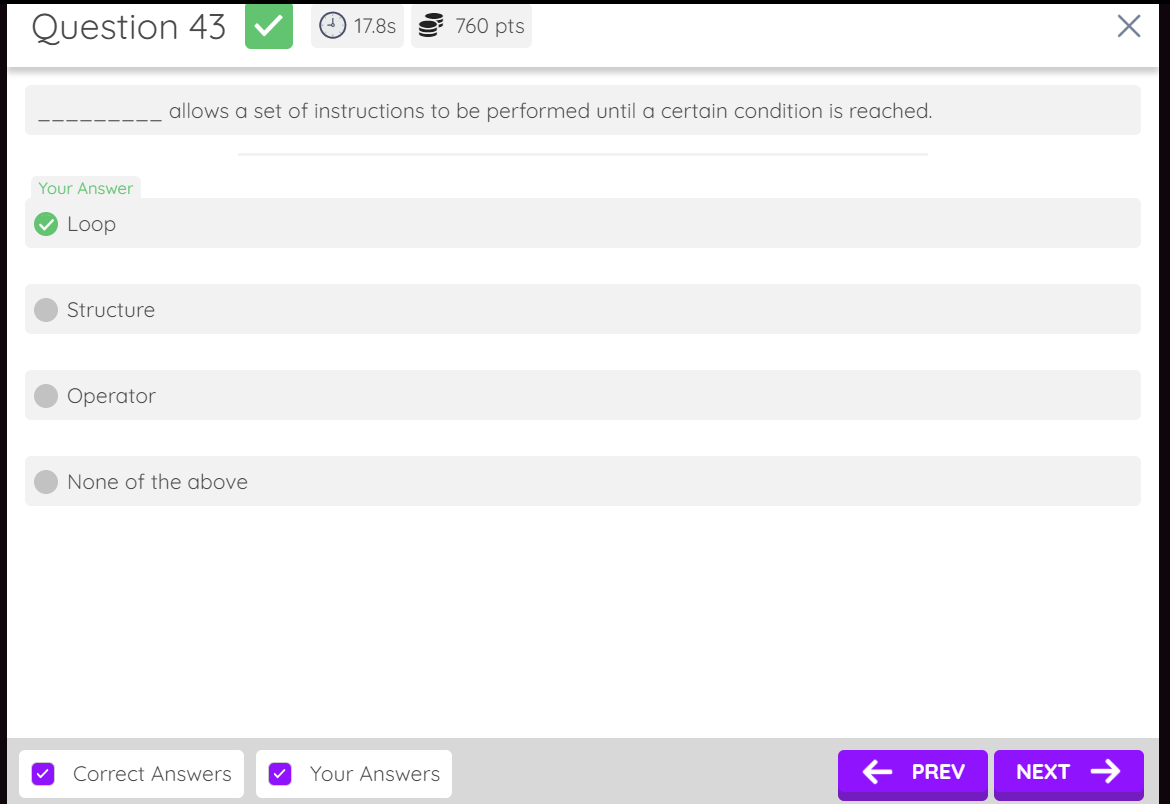 Question 43 17.8s 760 pts
_________ allows a set of instructions to be performed until a certain condition is reached.
Your Answer
Loop
Structure
Operator
None of the above
Correct Answers Your Answers PREV NEXT